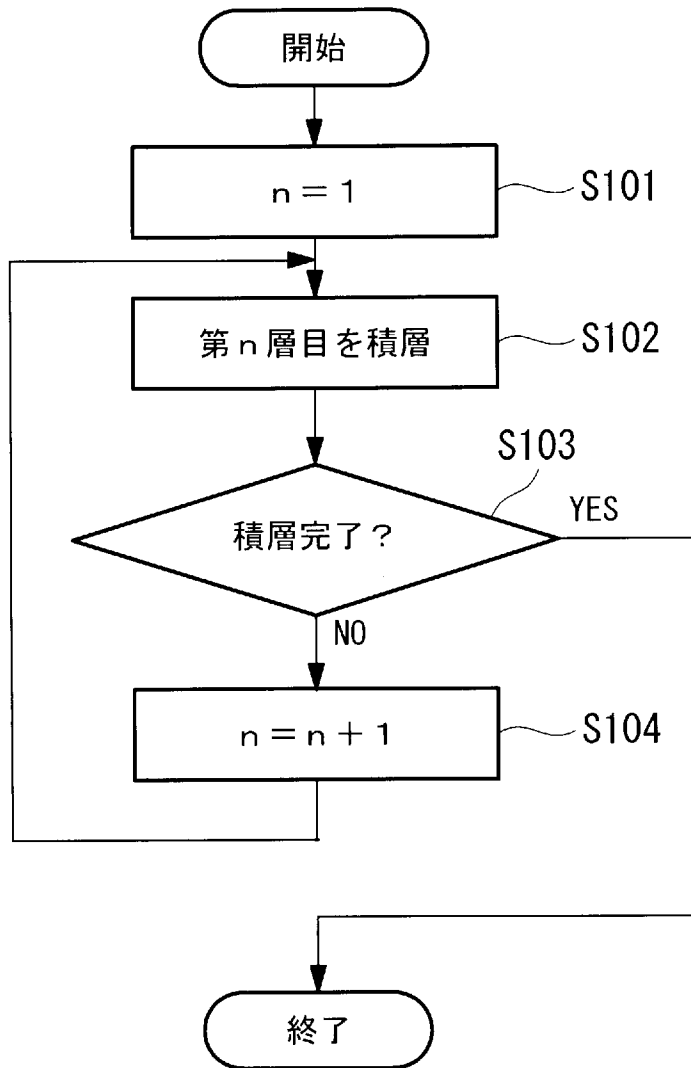 開始
n＝1
S101
第n層目を積層
S102
S103
積層完了？
YES
NO
n＝n＋1
S104
終了